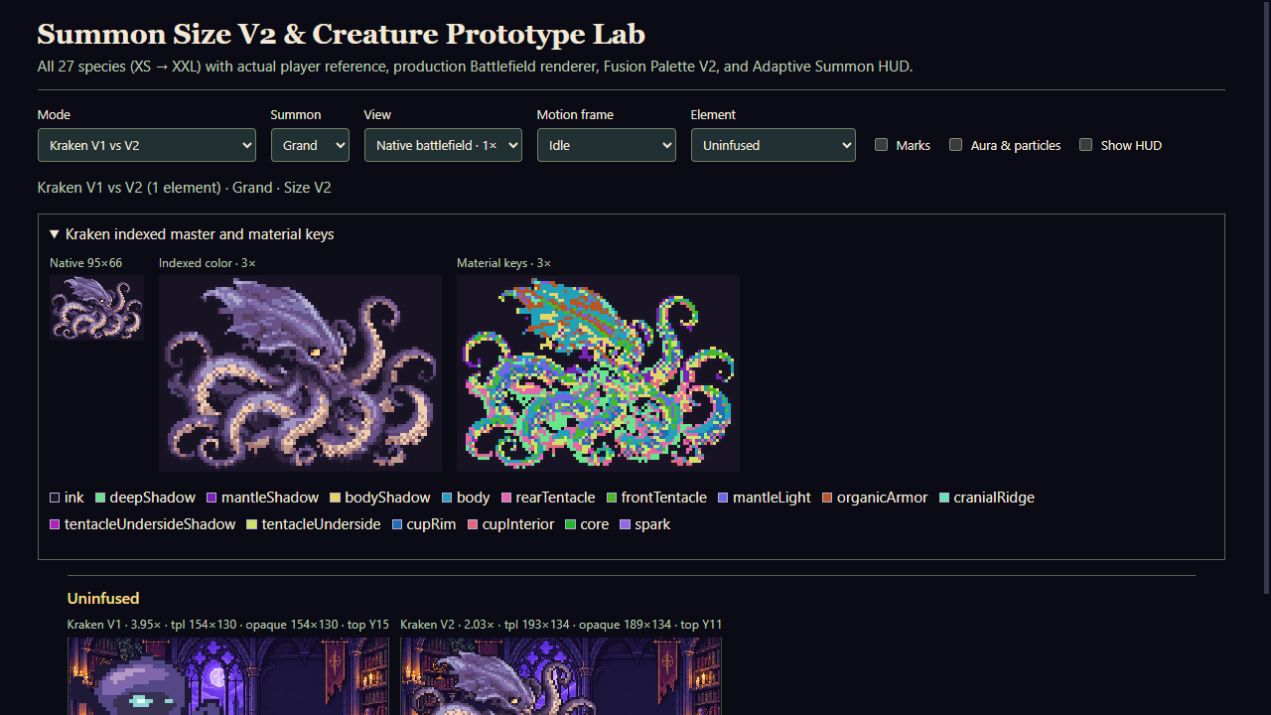 Summon Size V2 & Creature Prototype Lab
All 27 species (XS → XXL) with actual player reference, production Battlefield renderer, Fusion Palette V2, and Adaptive Summon HUD.
Mode Summon View Motion frame Element
Kraken V1 vs V2 Grand Native battlefield · 1× Idle Uninfused Marks Aura & particles Show HUD
Kraken V1 vs V2 (1 element) · Grand · Size V2
▼ Kraken indexed master and material keys
Native 95×66 Indexed color · 3× Material keys · 3×
ink deepShadow mantleShadow bodyShadow body rearTentacle frontTentacle mantleLight organicArmor cranialRidge
tentacleUndersideShadow tentacleUnderside cupRim cupInterior core spark
Uninfused
Kraken V1 · 3.95× · tpl 154×130 · opaque 154×130 · top Y15 Kraken V2 · 2.03× · tpl 193×134 · opaque 189×134 · top Y11